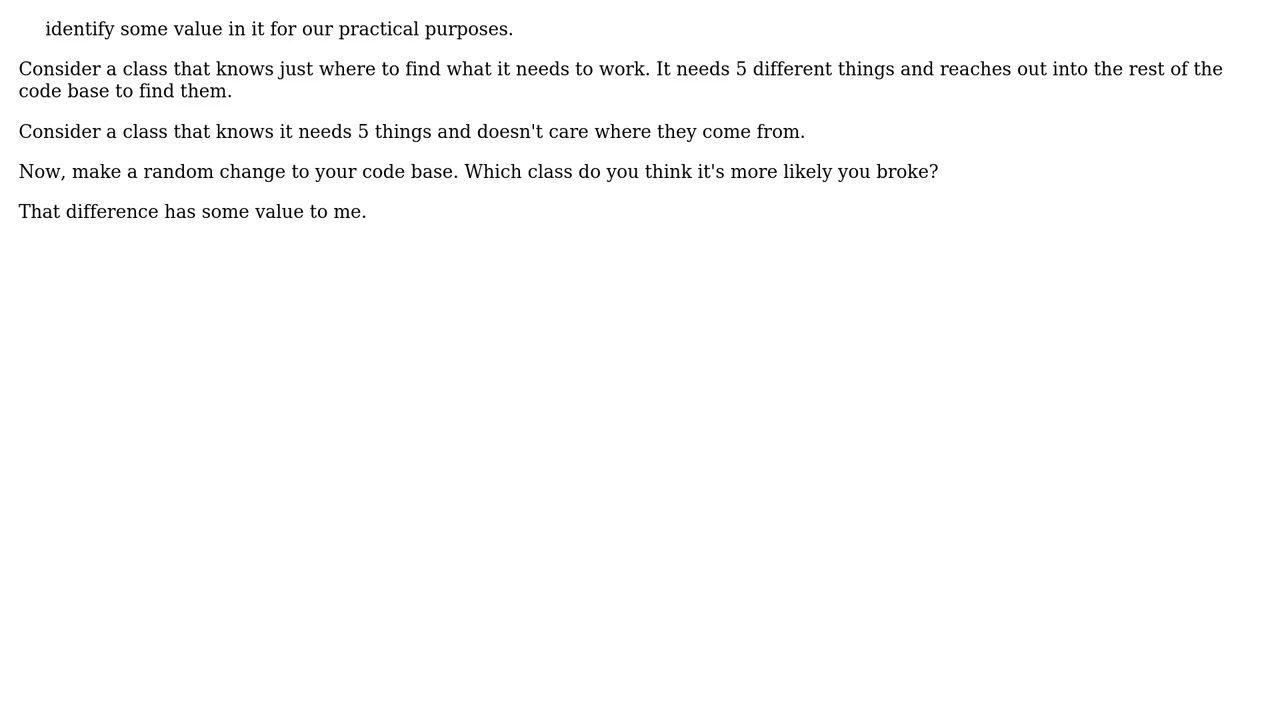 identify some value in it for our practical purposes.
Consider a class that knows just where to find what it needs to work. It needs 5 different things and reaches out into the rest of the
code base to find them.
Consider a class that knows it needs 5 things and doesn't care where they come from.
Now, make a random change to your code base. Which class do you think it's more likely you broke?
That difference has some value to me.